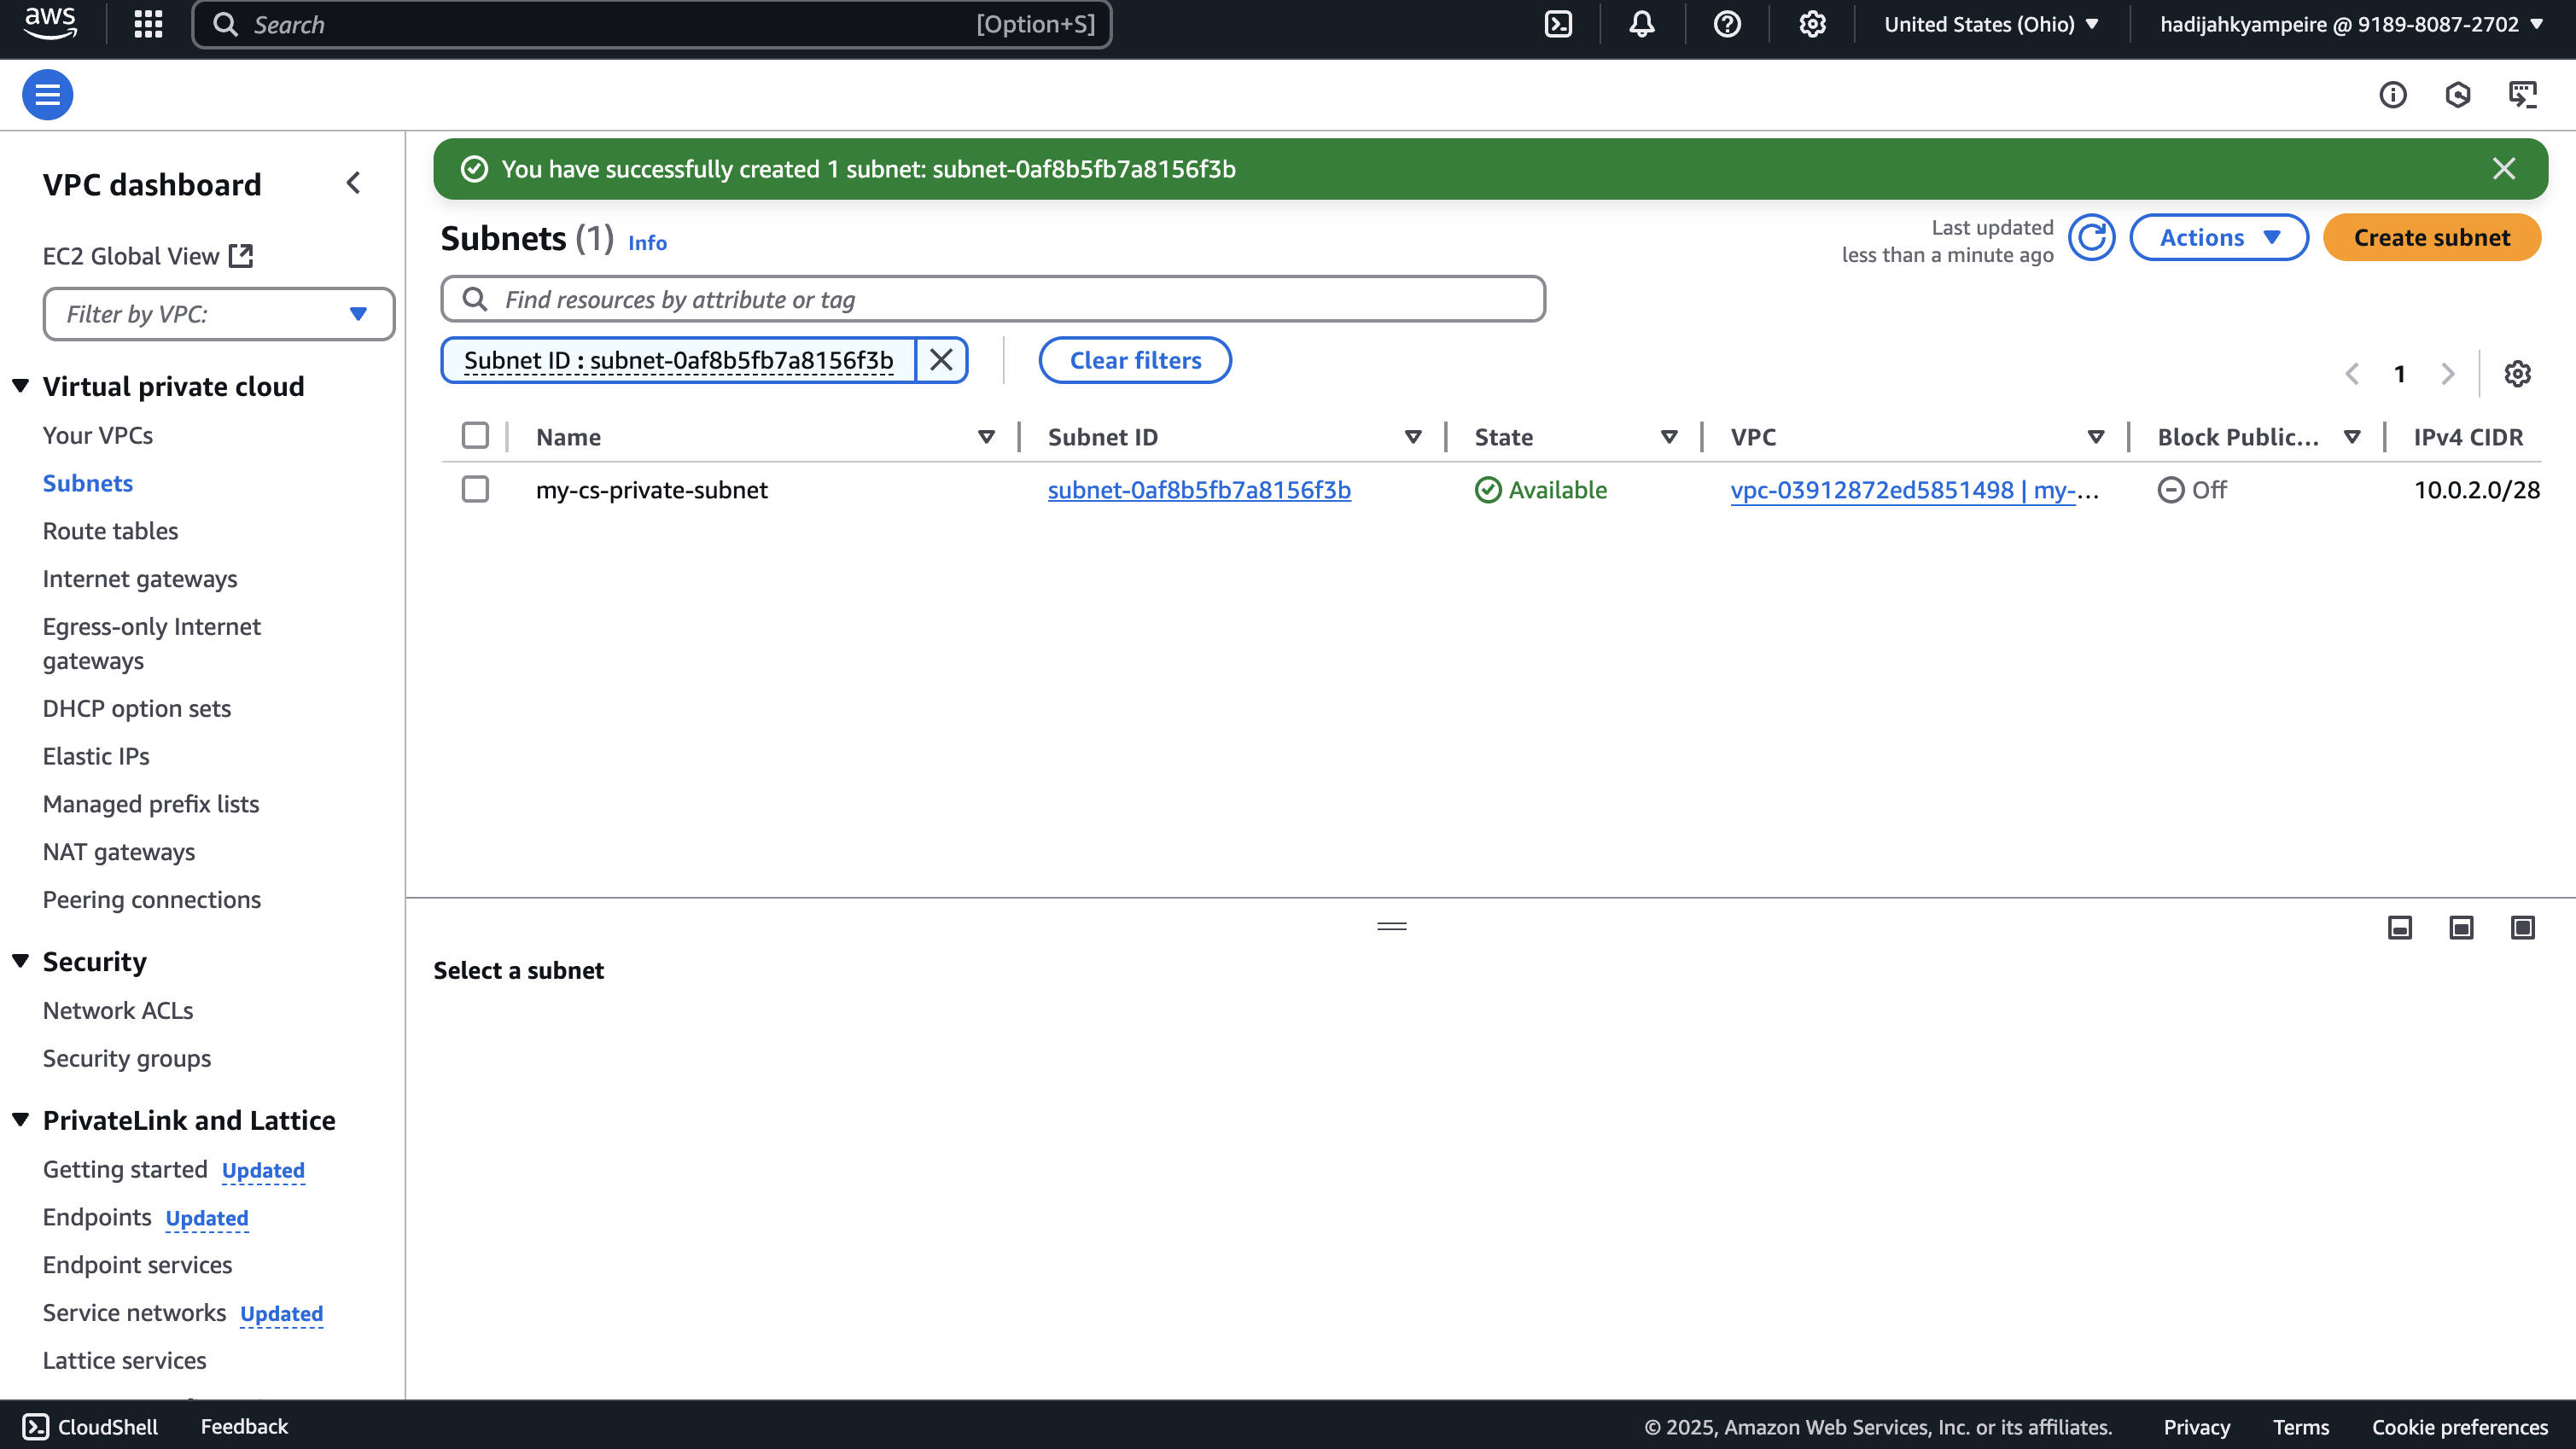 aws
Search [Option+S]
United States (Ohio)
hadijahkyampeire @ 9189-8087-2702
VPC dashboard
EC2 Global View
Filter by VPC:
Virtual private cloud
Your VPCs
Subnets
Route tables
Internet gateways
Egress-only Internet
gateways
DHCP option sets
Elastic IPs
Managed prefix lists
NAT gateways
Peering connections
Security
Network ACLs
Security groups
PrivateLink and Lattice
Getting started Updated
Endpoints Updated
Endpoint services
Service networks Updated
Lattice services
You have successfully created 1 subnet: subnet-0af8b5fb7a8156f3b
Subnets (1) Info
Last updated
less than a minute ago
Actions
Create subnet
Find resources by attribute or tag
Subnet ID : subnet-0af8b5fb7a8156f3b
Clear filters
1
Name Subnet ID State VPC Block Public... IPv4 CIDR
my-cs-private-subnet subnet-0af8b5fb7a8156f3b Available vpc-03912872ed5851498 | my-... Off 10.0.2.0/28
Select a subnet
CloudShell Feedback © 2025, Amazon Web Services, Inc. or its affiliates. Privacy Terms Cookie preferences